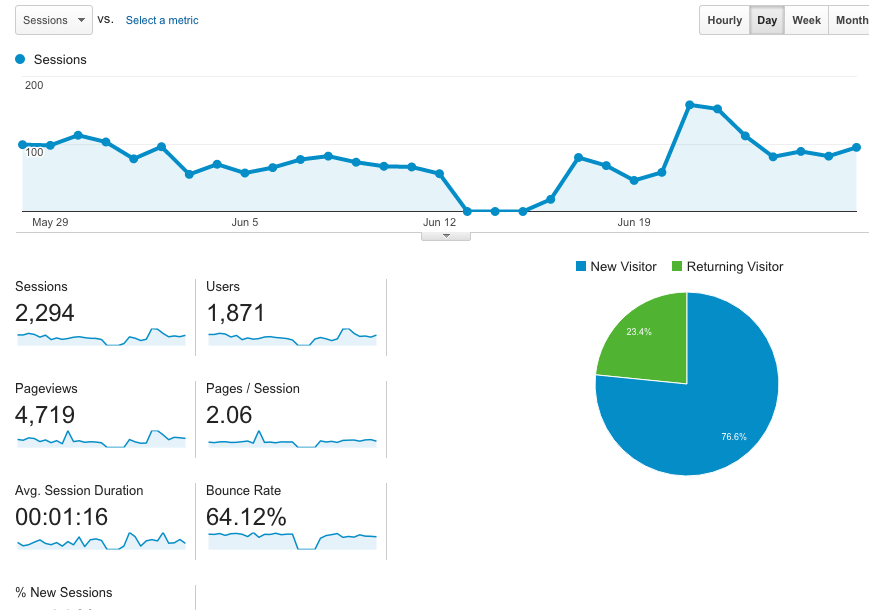 Sessions vs. Select a metric Hourly Day Week Month
Sessions
200
100
May 29 Jun 5 Jun 12 Jun 19
New Visitor Returning Visitor
Sessions Users
2,294 1,871
23.4%
76.6%
Pageviews Pages / Session
4,719 2.06
Avg. Session Duration Bounce Rate
00:01:16 64.12%
% New Sessions